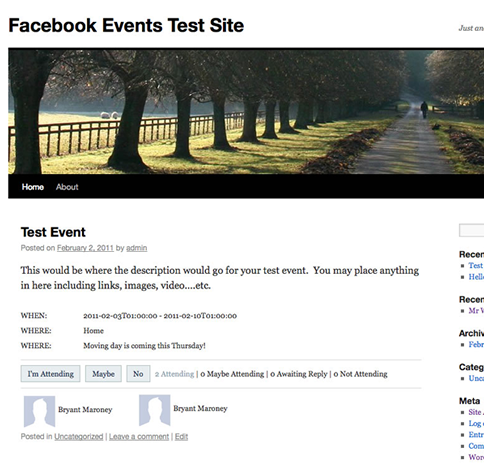 Facebook Events Test Site
Just an
Home About
Test Event
Posted on February 2, 2011 by admin
This would be where the description would go for your test event. You may place anything
in here including links, images, video....etc.
WHEN: 2011-02-03T01:00:00 - 2011-02-10T01:00:00
WHERE: Home
WHERE: Moving day is coming this Thursday!
I'm Attending Maybe No 2 Attending | 0 Maybe Attending | 0 Awaiting Reply | 0 Not Attending
Bryant Maroney Bryant Maroney
Posted in Uncategorized | Leave a comment | Edit
Recen
Test
Hello
Recen
Mr W
Archiv
Febr
Categ
Unca
Meta
Site
Log o
Entri
Com
Word